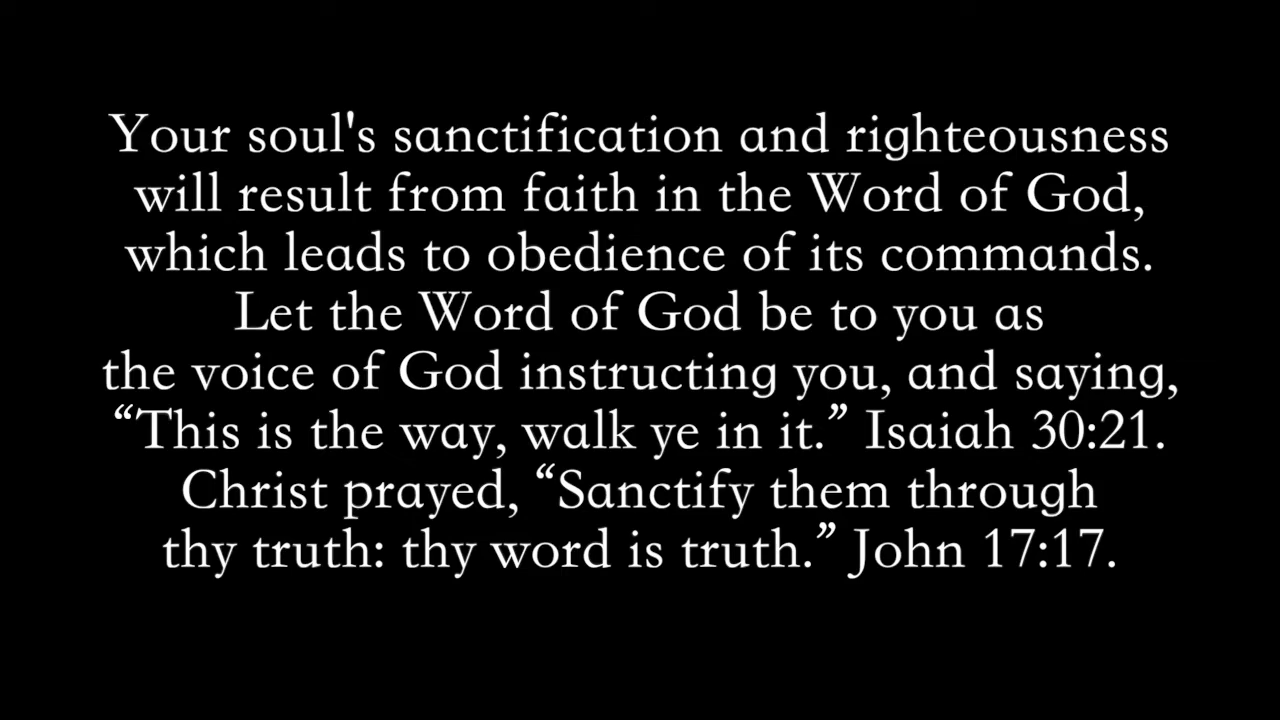 Your soul's sanctification and righteousness
will result from faith in the Word of God,
which leads to obedience of its commands.
Let the Word of God be to you as
the voice of God instructing you, and saying,
“This is the way, walk ye in it.” Isaiah 30:21.
Christ prayed, “Sanctify them through
thy truth: thy word is truth.” John 17:17.